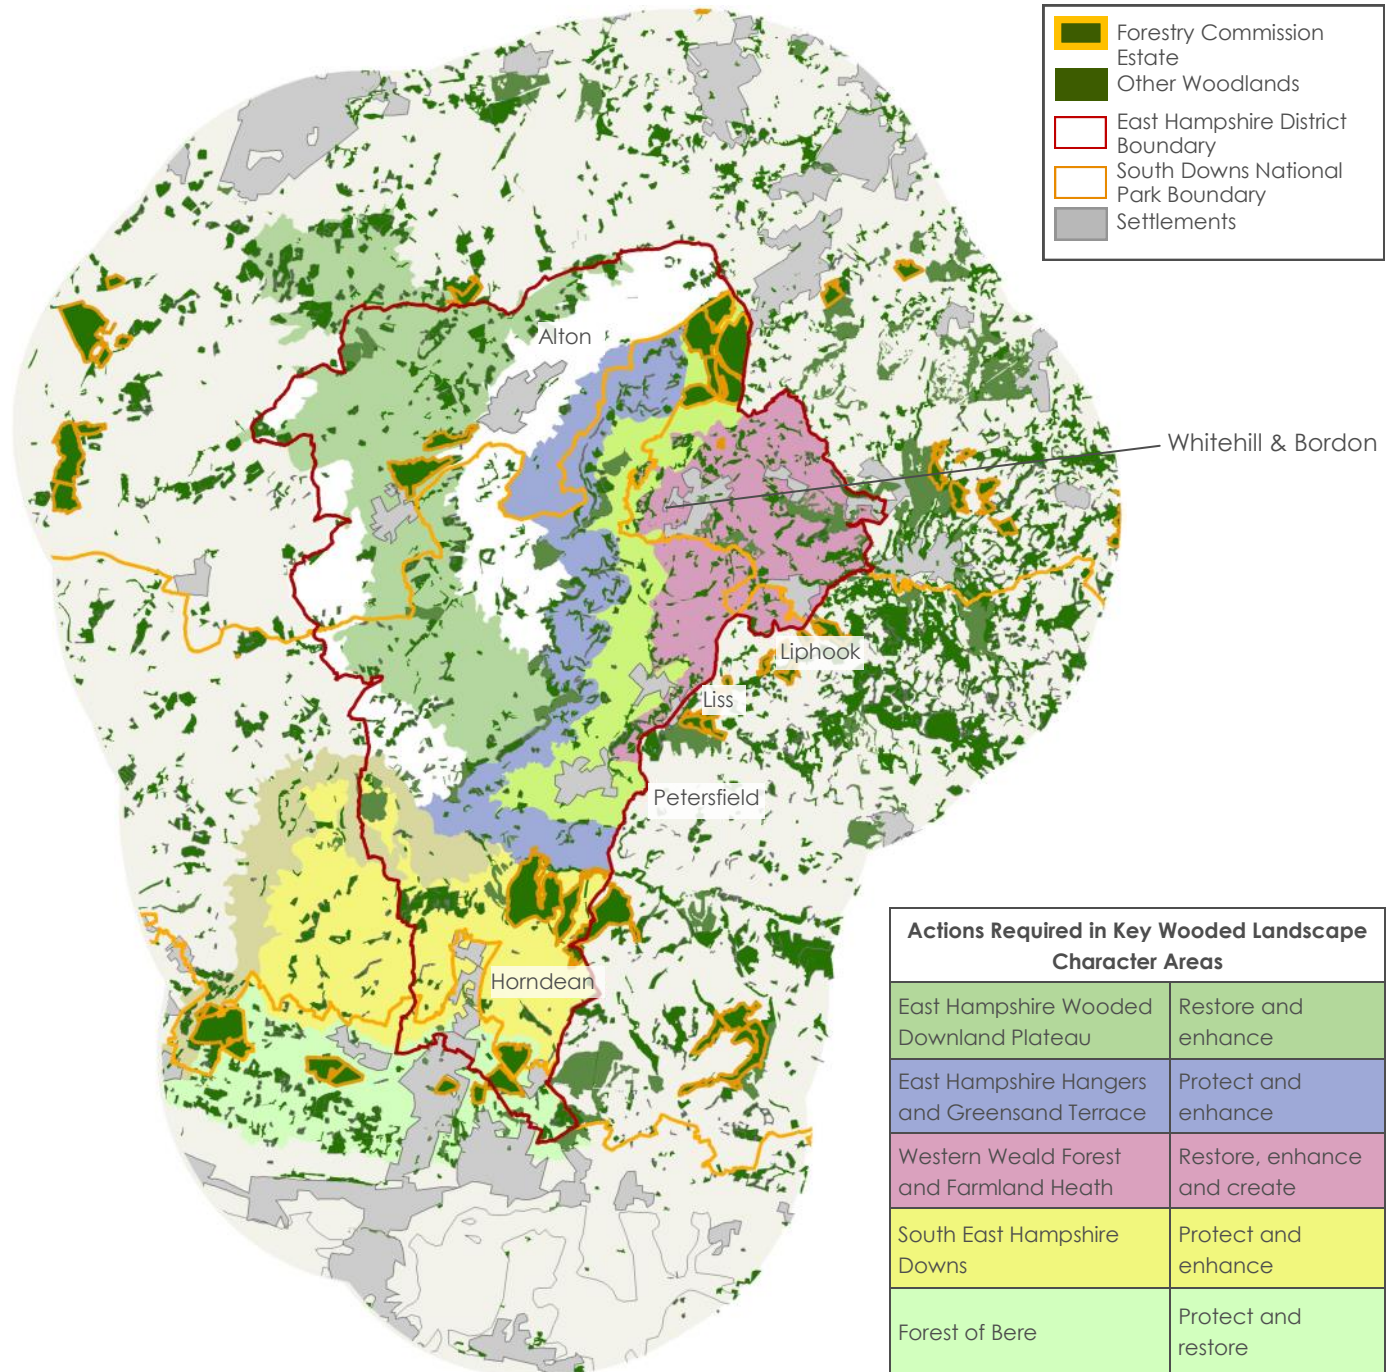 Forestry Commission
Estate
Other Woodlands
East Hampshire District
Boundary
South Downs National
Park Boundary
Settlements
Alton
Whitehill & Bordon
Liphook
Liss
Petersfield
Horndean
Actions Required in Key Wooded Landscape
Character Areas
East Hampshire Wooded
Downland Plateau
Restore and
enhance
East Hampshire Hangers
and Greensand Terrace
Protect and
enhance
Western Weald Forest
and Farmland Heath
Restore, enhance
and create
South East Hampshire
Downs
Protect and
enhance
Forest of Bere
Protect and
restore